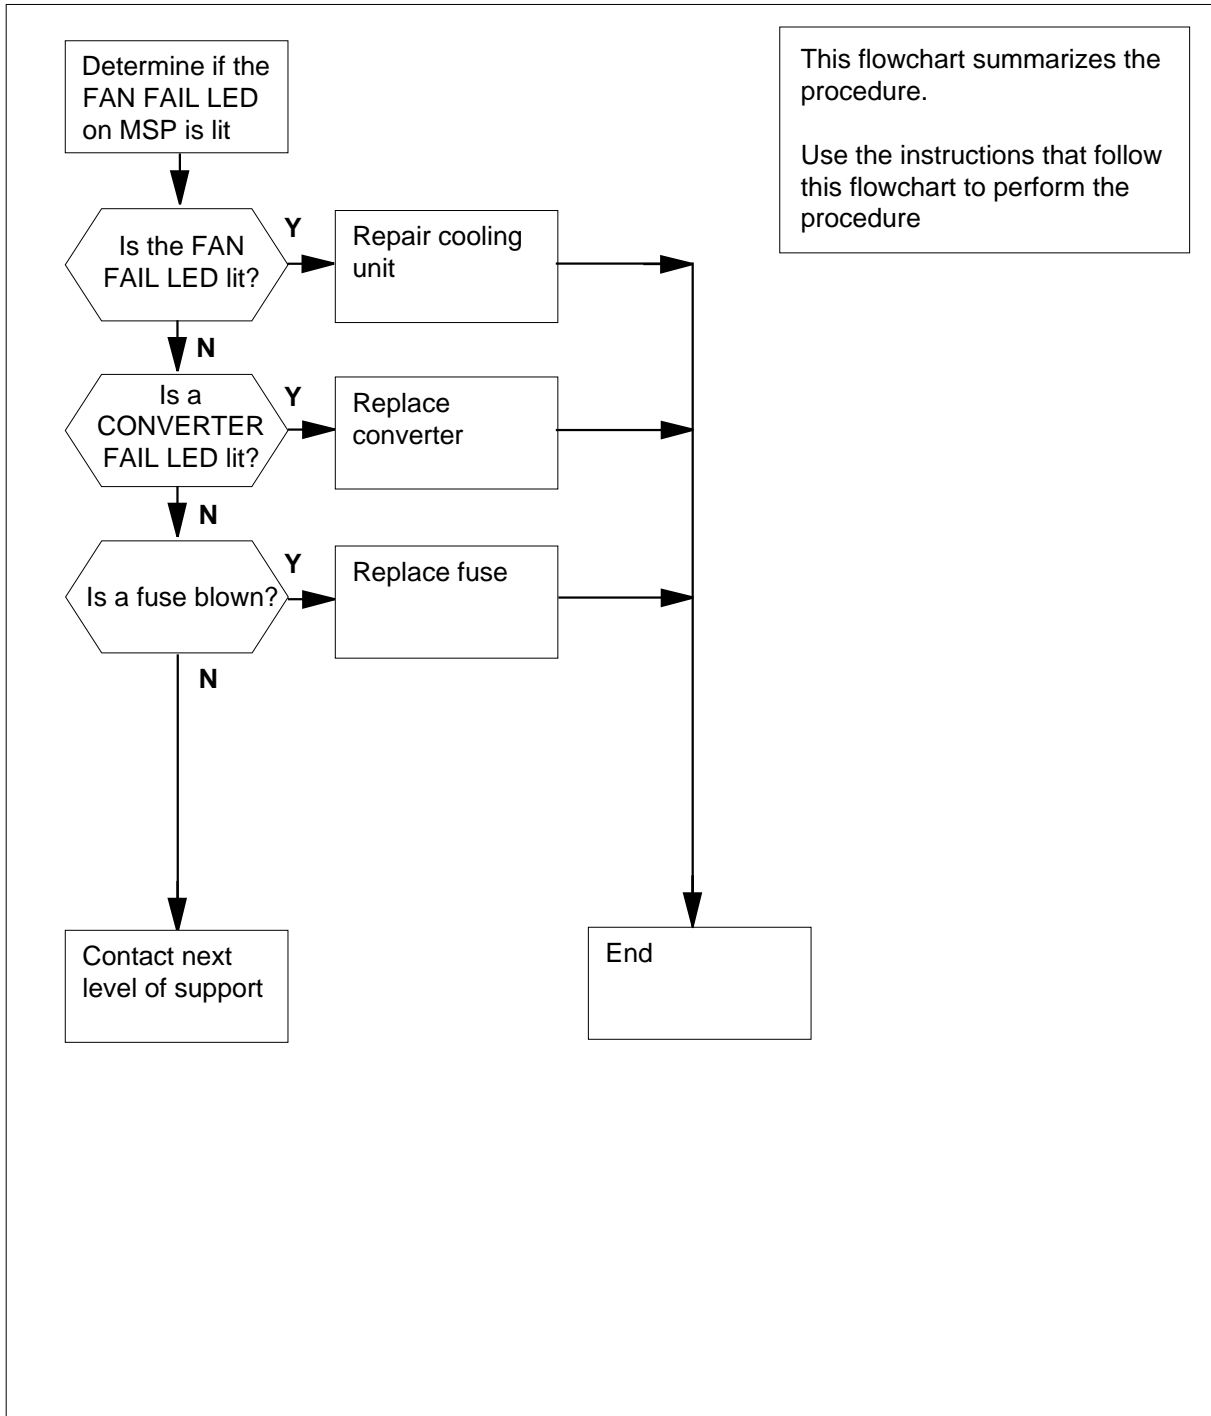 Determine if the
FAN FAIL LED
on MSP is lit
This flowchart summarizes the
procedure.
Use the instructions that follow
this flowchart to perform the
procedure
Is the FAN
FAIL LED lit?
Y
Repair cooling
unit
N
Is a
CONVERTER
FAIL LED lit?
Y
Replace
converter
N
Is a fuse blown?
Y
Replace fuse
N
Contact next
level of support
End